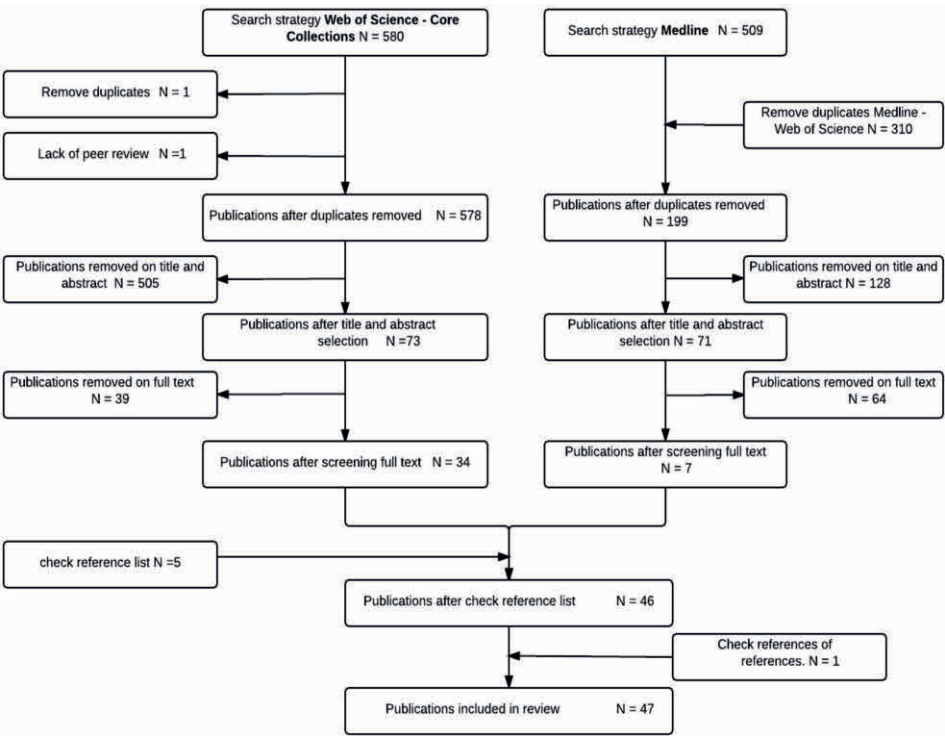 Search strategy Web of Science - Core
Collections N = 580
Search strategy Medline N = 509
Remove duplicates N = 1
Remove duplicates Medline -
Web of Science N = 310
Lack of peer review N =1
Publications after duplicates removed N = 578
Publications after duplicates removed
N = 199
Publications removed on title and
abstract N = 505
Publications removed on title and
abstract N = 128
Publications after title and abstract
selection N =73
Publications after title and abstract
selection N = 71
Publications removed on full text
N = 39
Publications removed on full text
N = 64
Publications after screening full text N = 34
Publications after screening full text
N = 7
check reference list N =5
Publications after check reference list N = 46
Check references of
references. N = 1
Publications included in review N = 47